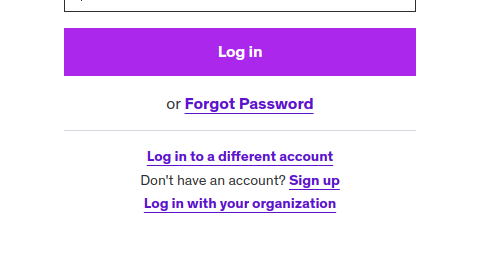 Log in
or Forgot Password
Log in to a different account
Don't have an account? Sign up
Log in with your organization